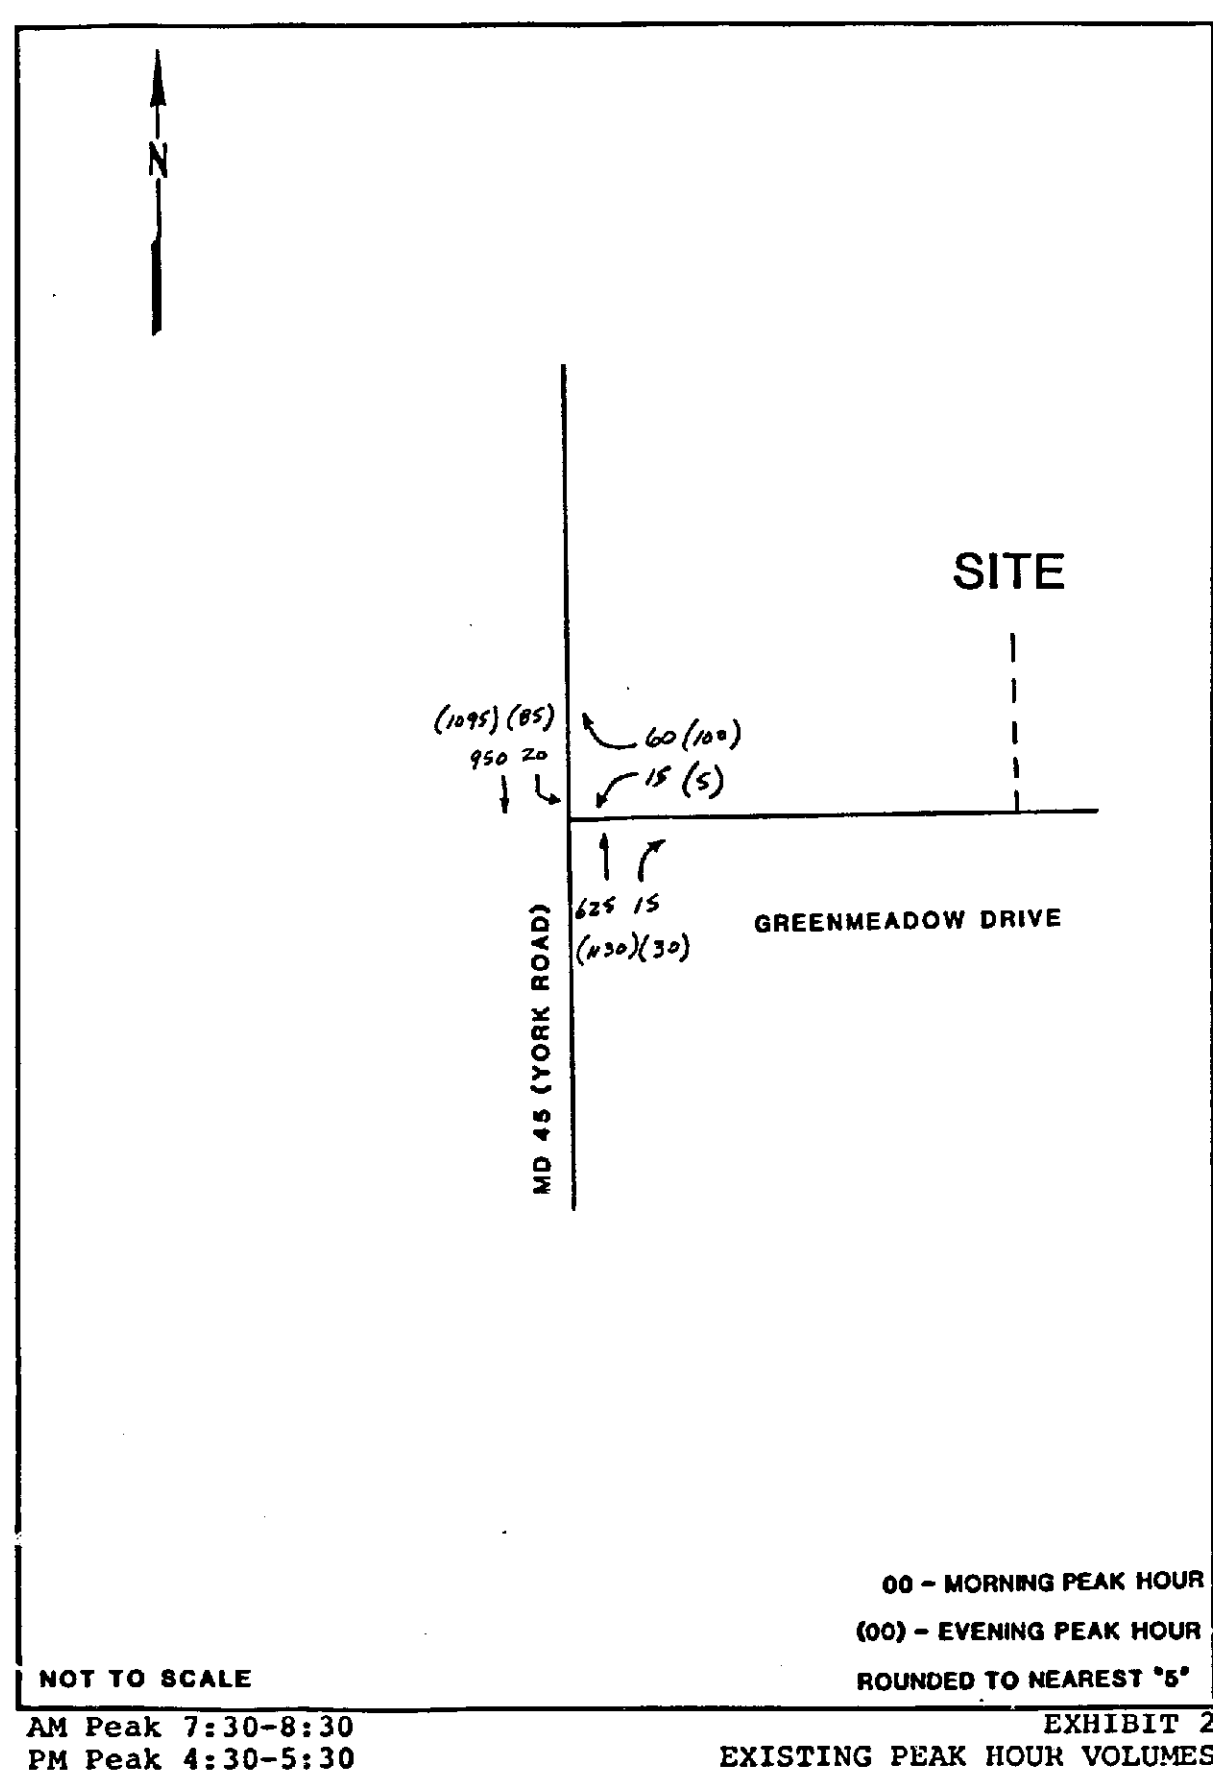 N
SITE
(1095) (85)
950 20
60 (100)
15 (5)
625 15
(1130) (30)
GREENMEADOW DRIVE
MD 45 (YORK ROAD)
00 - MORNING PEAK HOUR
(00) - EVENING PEAK HOUR
NOT TO SCALE
ROUNDED TO NEAREST "5"
AM Peak 7:30-8:30
EXHIBIT 2
PM Peak 4:30-5:30
EXISTING PEAK HOUR VOLUMES